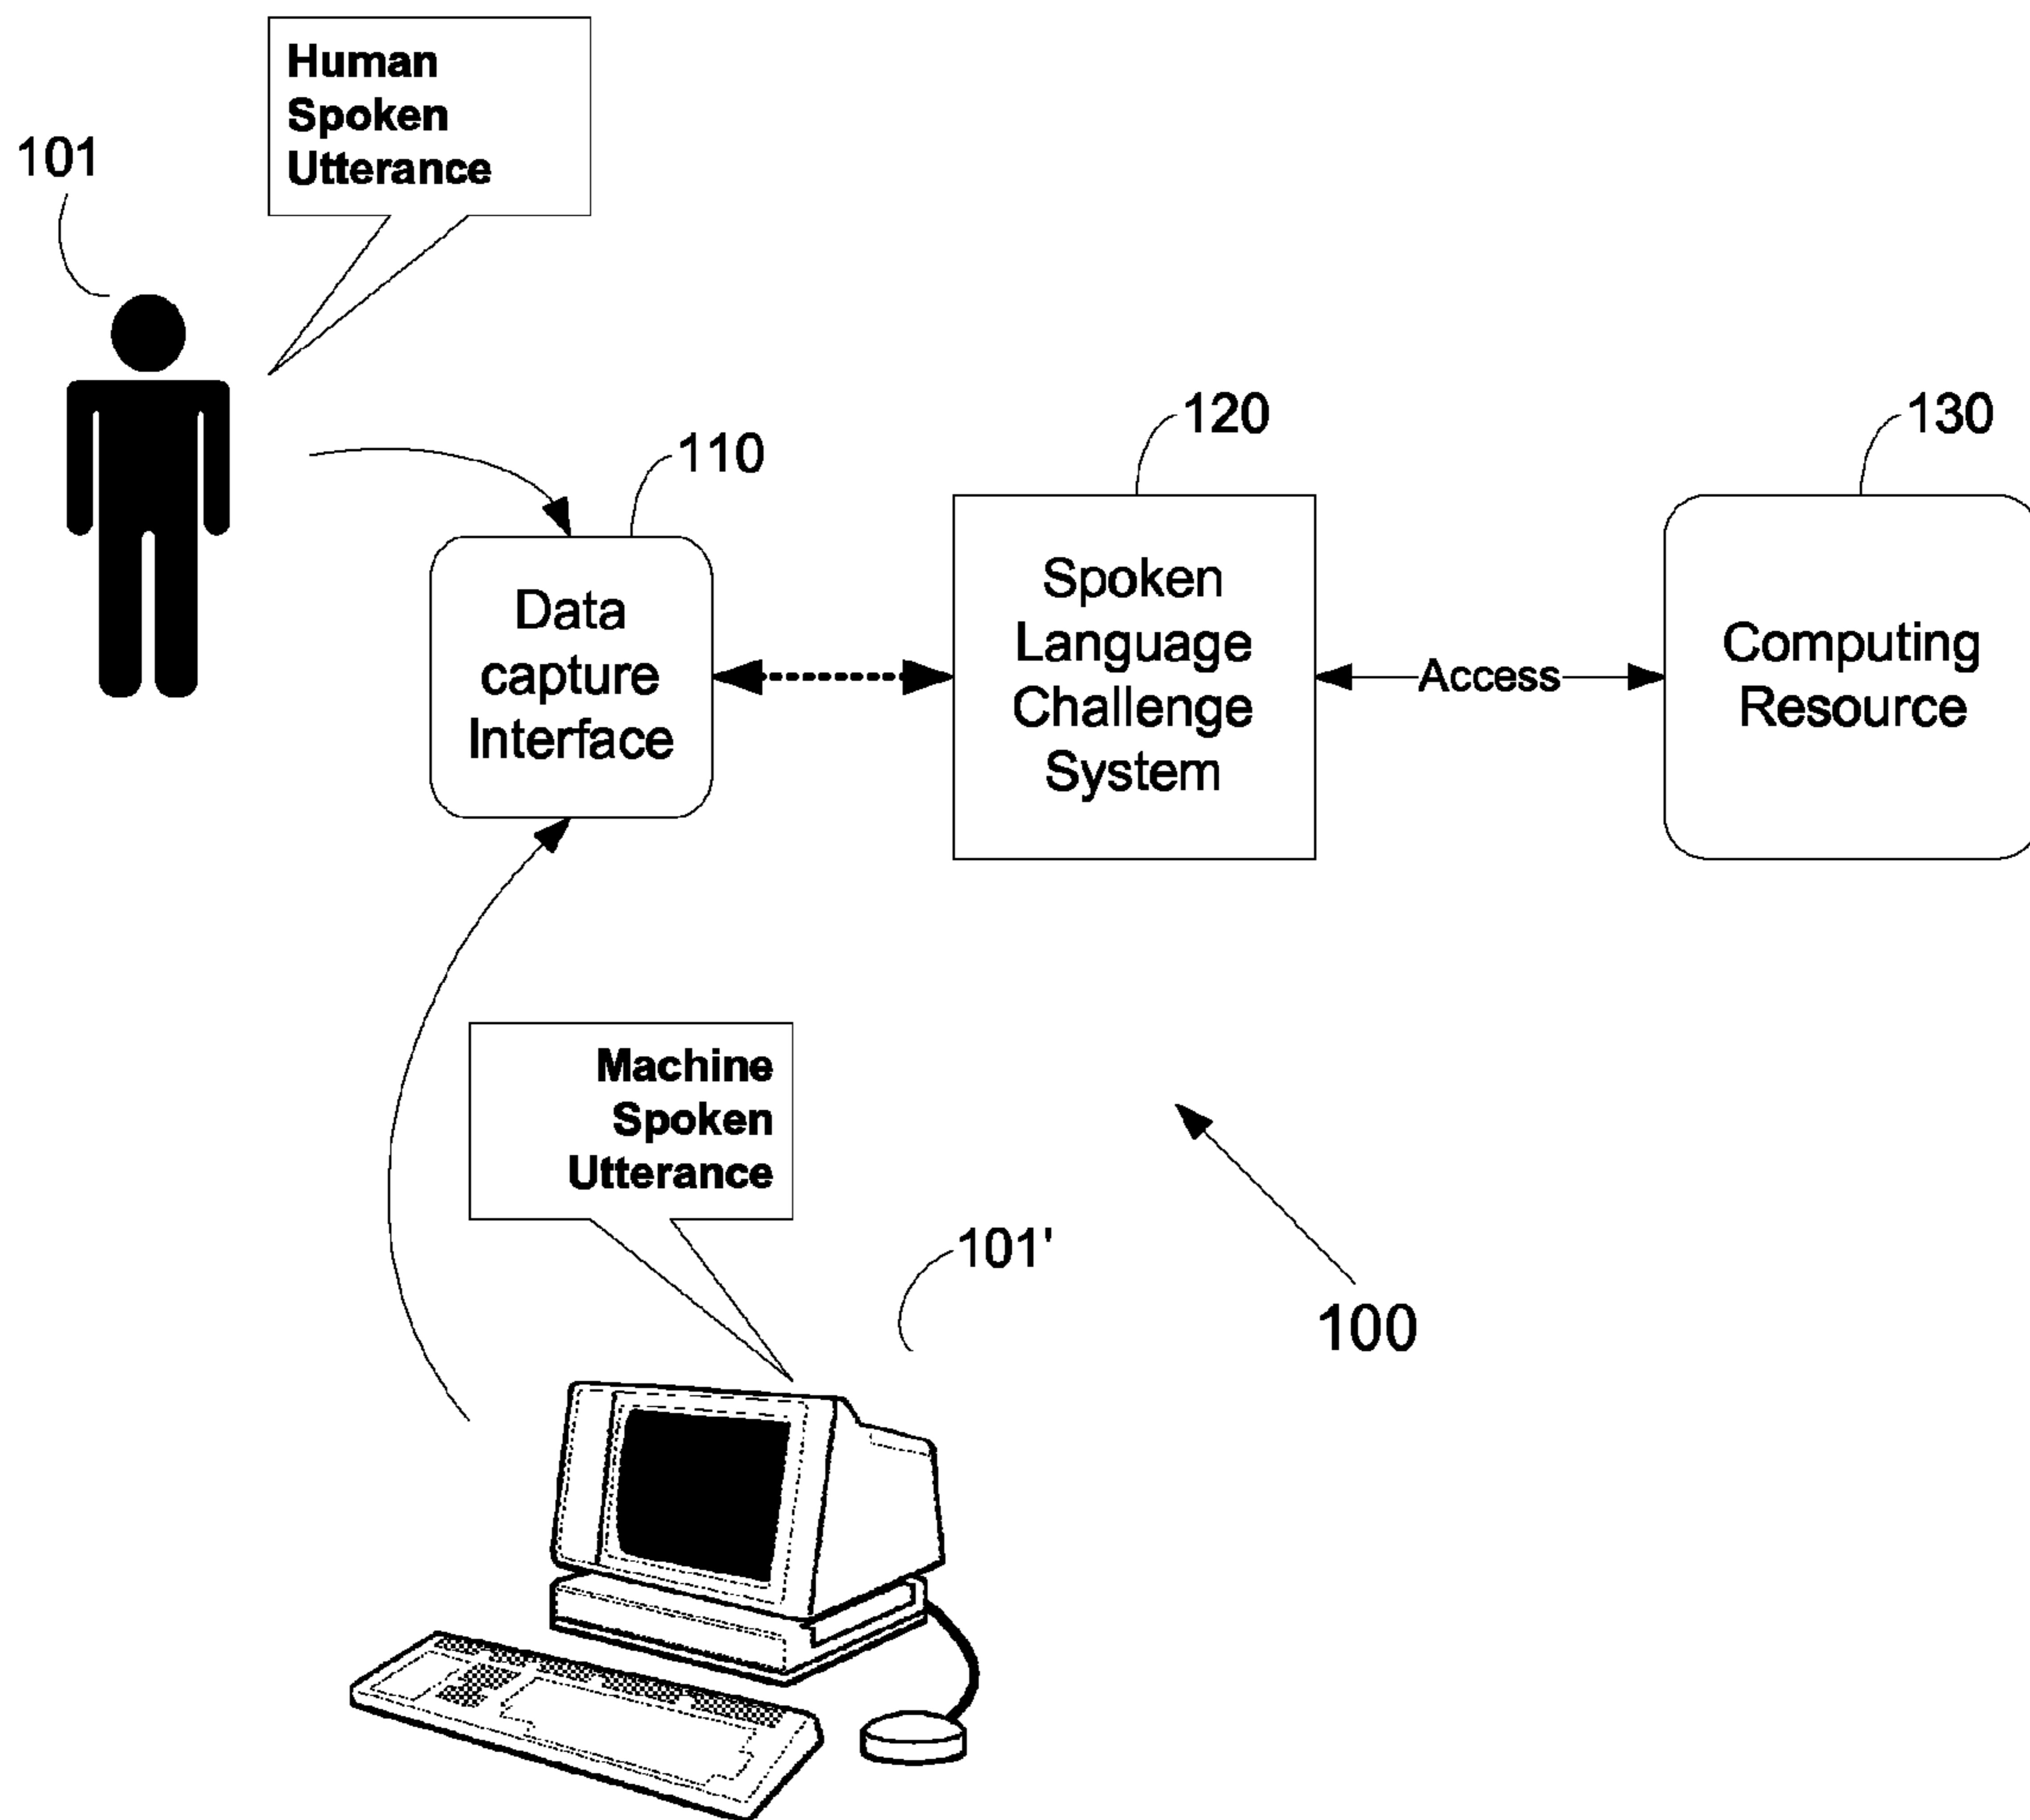 Human
Spoken
Utterance
101
110
120
130
Data
capture
Interface
Spoken
Language
Challenge
System
Access
Computing
Resource
Machine
Spoken
Utterance
101'
100